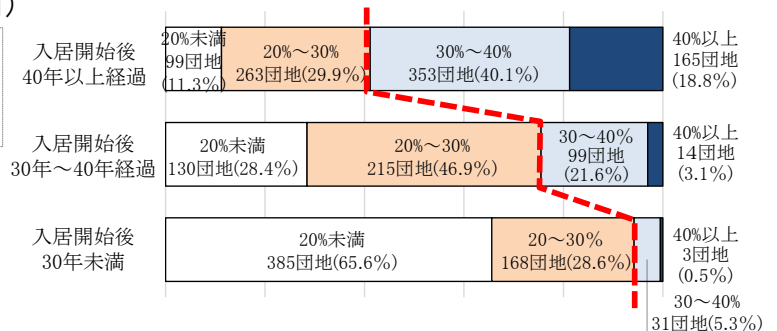 )
入居開始後
40年以上経過
20%未満
99団地
(11.3%)
20%～30%
263団地(29.9%)
30%～40%
353団地(40.1%)
40%以上
165団地
(18.8%)
入居開始後
30年～40年経過
20%未満
130団地(28.4%)
20%～30%
215団地(46.9%)
30～40%
99団地
(21.6%)
40%以上
14団地
(3.1%)
入居開始後
30年未満
20%未満
385団地(65.6%)
20～30%
168団地(28.6%)
40%以上
3団地
(0.5%)
30～40%
31団地(5.3%)